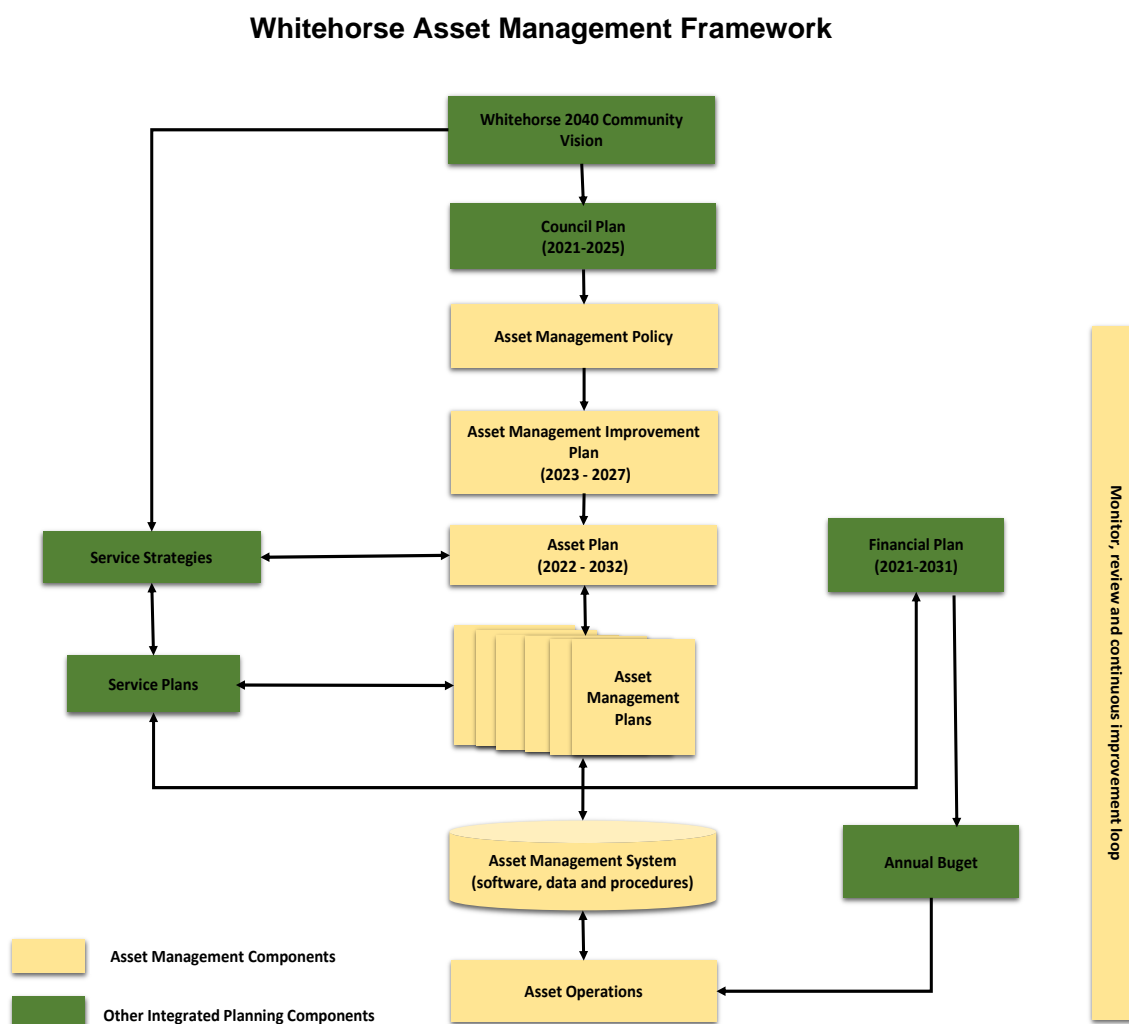 Whitehorse Asset Management Framework
Whitehorse 2040 Community
Vision
Council Plan
(2021-2025)
Asset Management Policy
Asset Management Improvement
Plan
(2023 - 2027)
Service Strategies
Asset Plan
(2022 - 2032)
Financial Plan
(2021-2031)
Service Plans
Asset
Management
Plans
Monitor, review and continuous improvement loop
Asset Management System
(software, data and procedures)
Annual Buget
Asset Management Components
Asset Operations
Other Integrated Planning Components